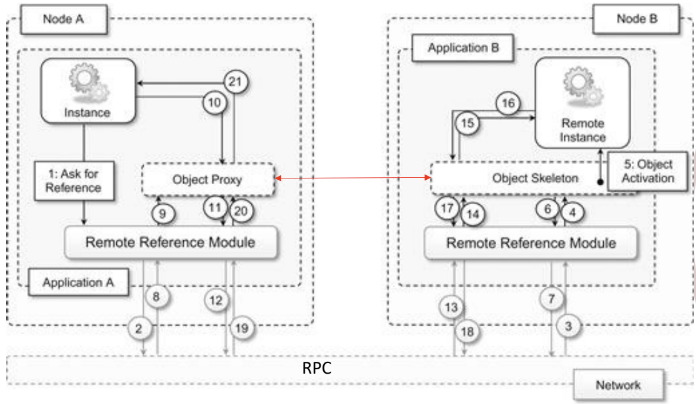 Node A
Node B
Application B
Instance
Remote
Instance
21
10
16
15
1: Ask for
Reference
5: Object
Activation
Object Proxy
Object Skeleton
9
11
20
17
14
6
4
Remote Reference Module
Remote Reference Module
Application A
2
8
12
19
13
18
7
3
RPC
Network